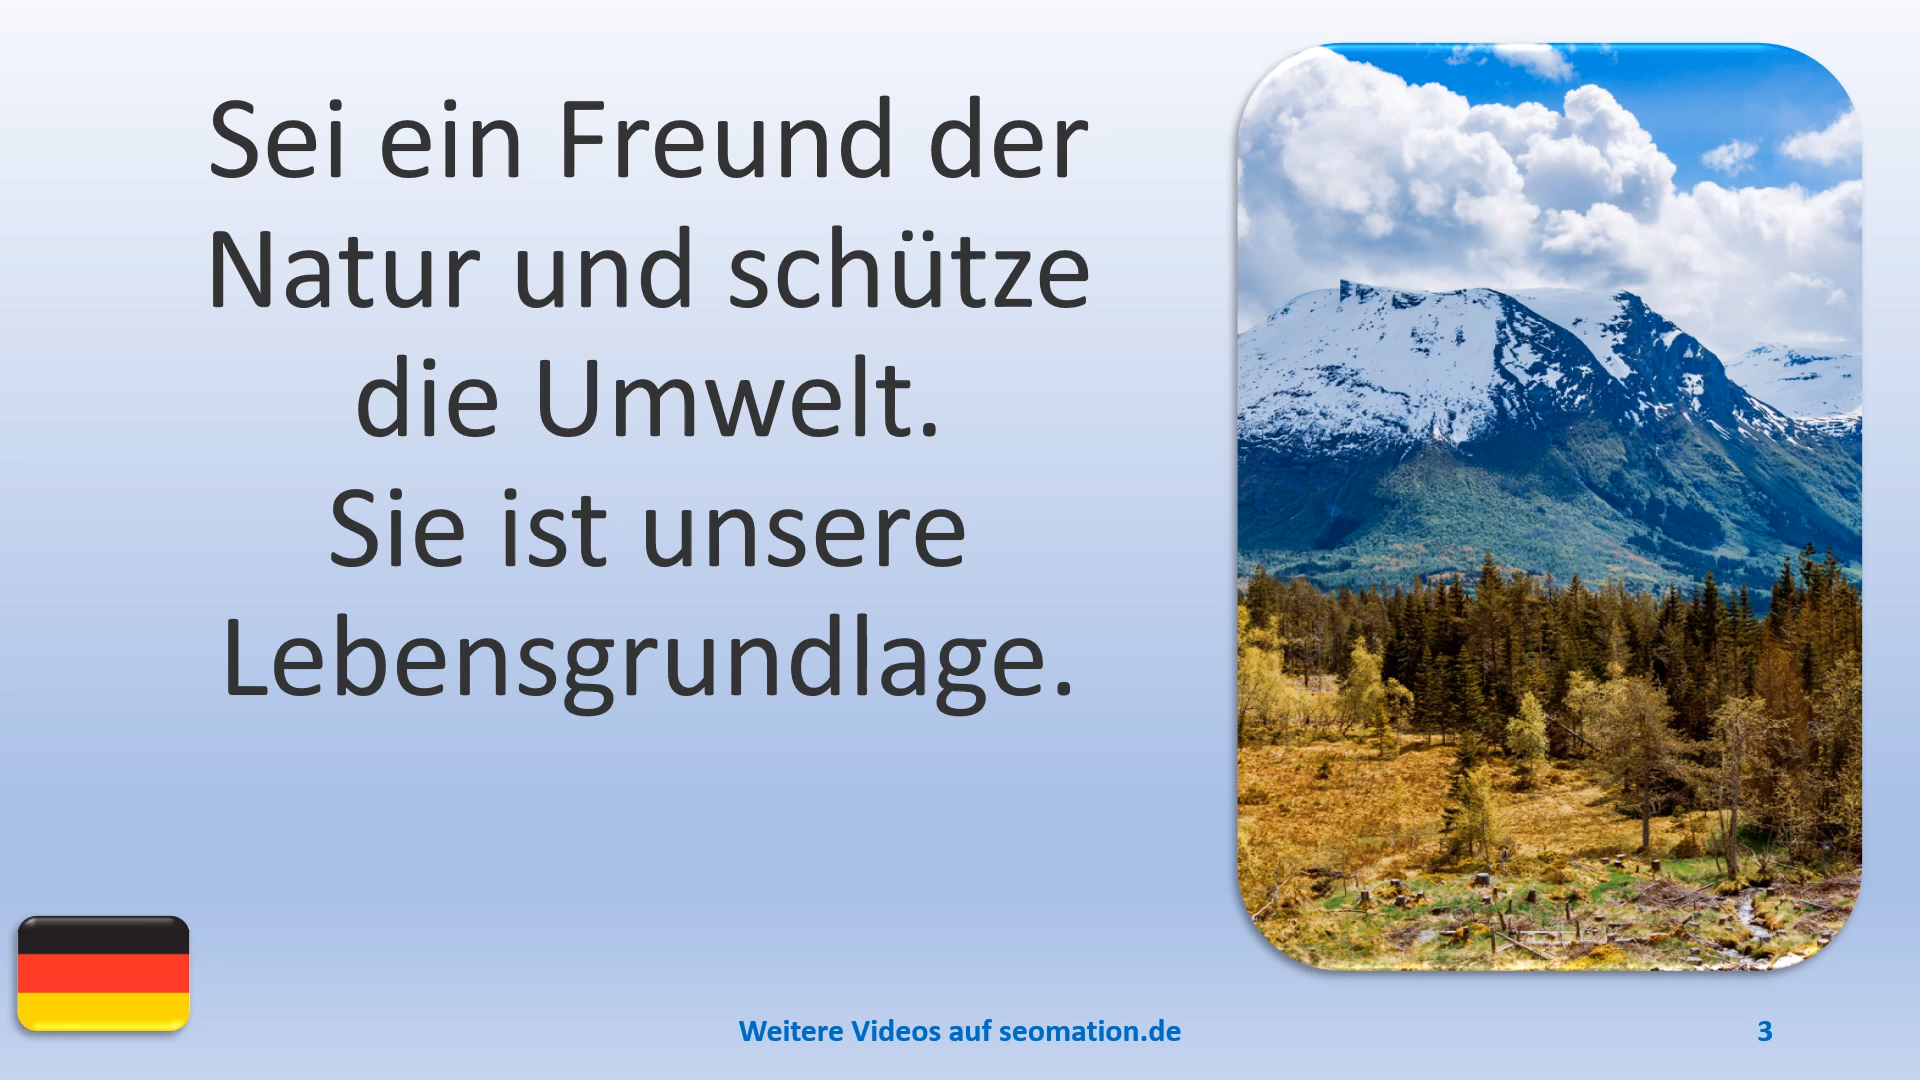 Sei ein Freund der
Natur und schütze
die Umwelt.
Sie ist unsere
Lebensgrundlage.
Weitere Videos auf seomation.de
3